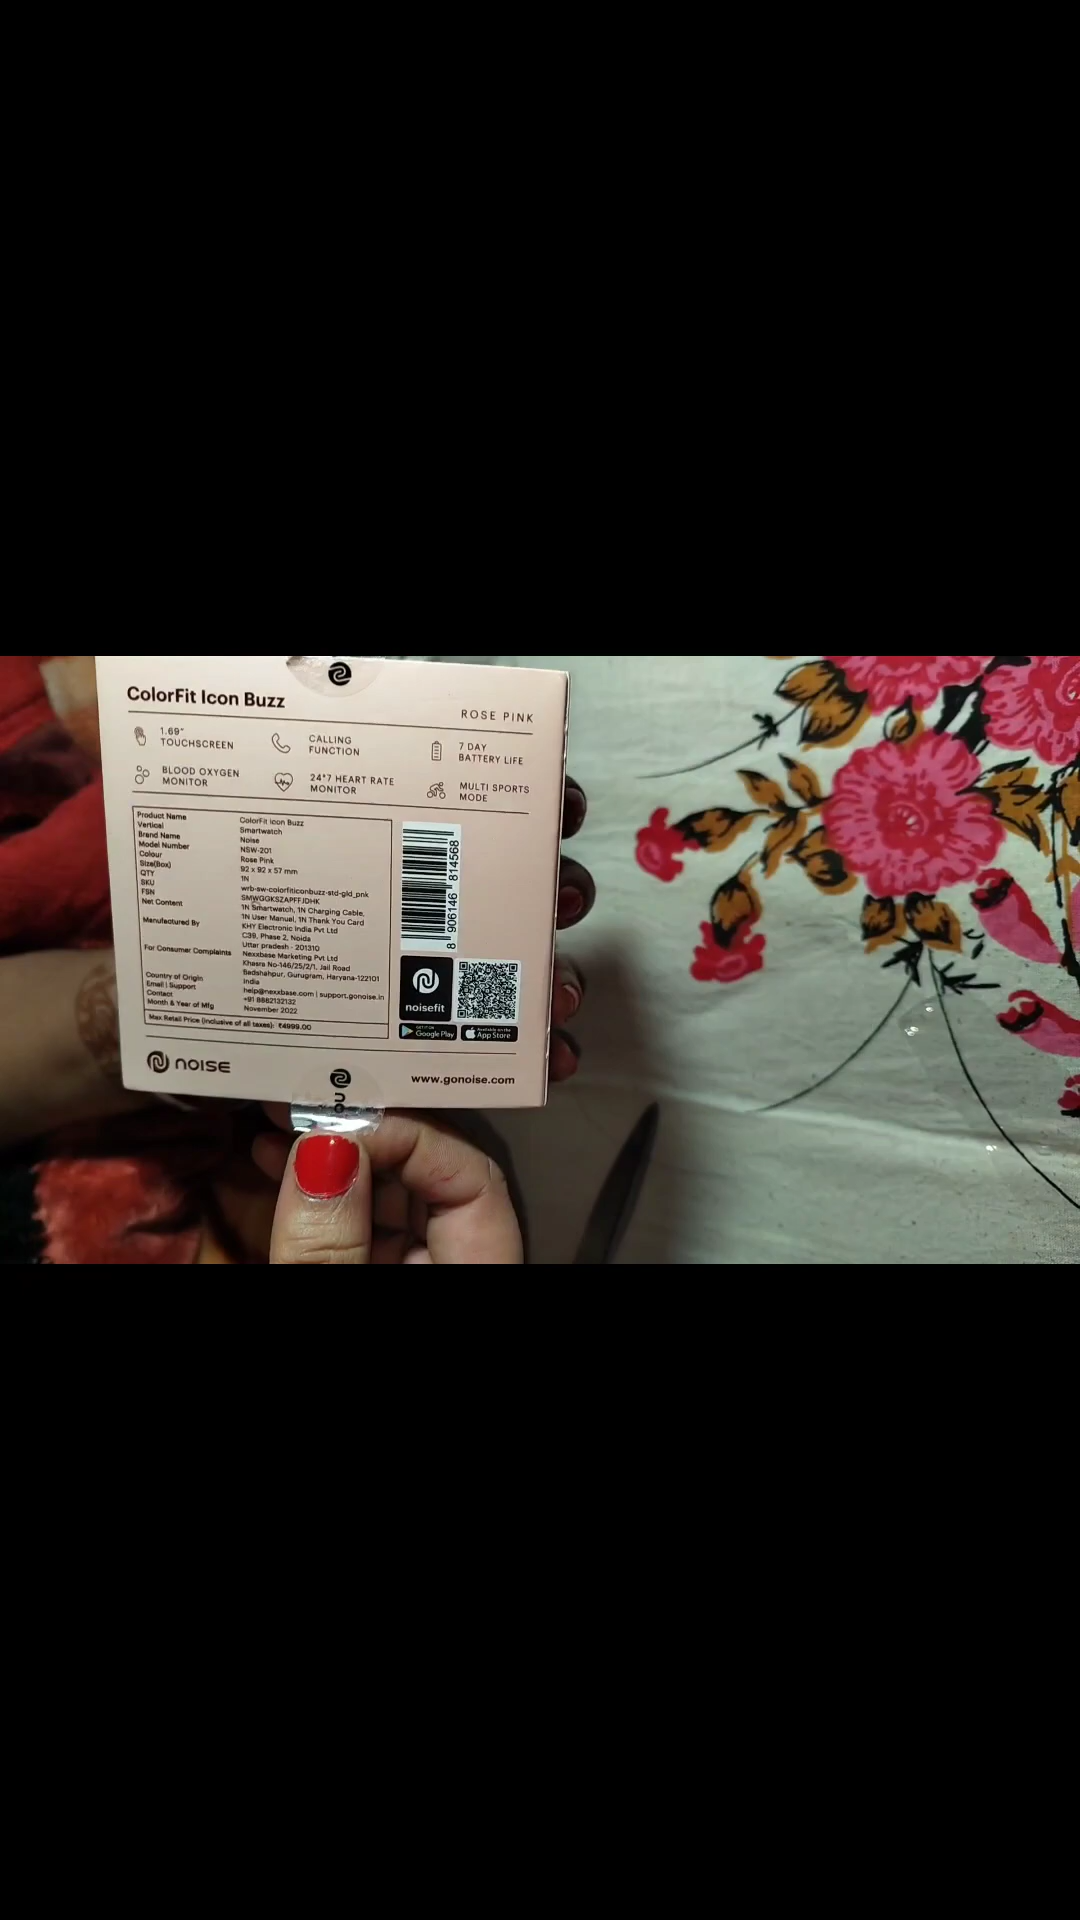 ColorFit Icon Buzz
ROSE PINK
1.69"
TOUCHSCREEN
CALLING
FUNCTION
7 DAY
BATTERY LIFE
BLOOD OXYGEN
MONITOR
24*7 HEART RATE
MONITOR
MULTI SPORTS
MODE
Product Name ColorFit Icon Buzz
Vertical Smartwatch
Brand Name Noise
Model Number NSW-201
Colour Rose Pink
Size(Box) 92 x 92 x 57 mm
QTY 1N
SKU wrb-sw-colorfiticonbuzz-std-gld_pnk
FSN SMWGGKSZAPFFJDHK
Net Content 1N Smartwatch, 1N Charging Cable,
1N User Manual, 1N Thank You Card
Manufactured By KHY Electronic India Pvt Ltd
C39, Phase 2, Noida
Uttar pradesh - 201310
For Consumer Complaints Nexxbase Marketing Pvt Ltd
Khasra No-146/25/2/1, Jail Road
Badshahpur, Gurugram, Haryana-122101
Country of Origin India
Email | Support help@nexxbase.com | support.gonoise.in
Contact +91 8882132132
Month & Year of Mfg November 2022
Max Retail Price (inclusive of all taxes): ₹4999.00
8 906146 814568
noisefit
GET IT ON
Google Play
Available on the
App Store
NOISE
www.gonoise.com